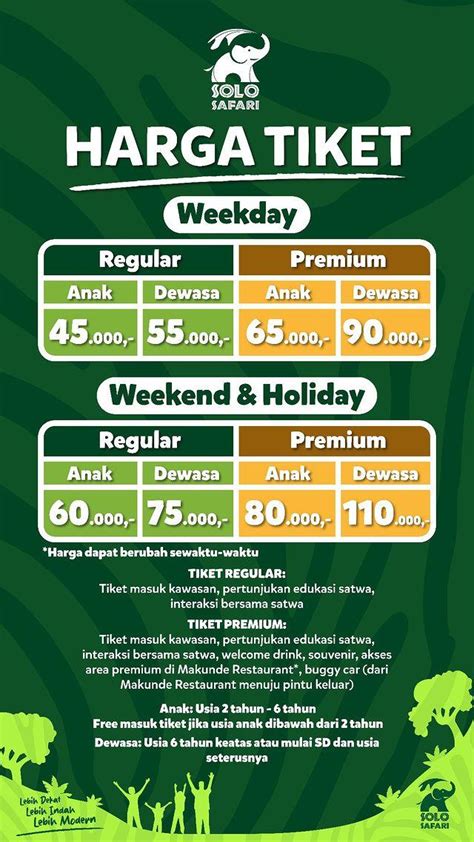 SOLO
SAFARI
HARGA TIKET
Weekday
Regular Premium
Anak Dewasa Anak Dewasa
45.000,- 55.000,- 65.000,- 90.000,-
Weekend & Holiday
Regular Premium
Anak Dewasa Anak Dewasa
60.000,- 75.000,- 80.000,- 110.000,-
*Harga dapat berubah sewaktu-waktu
TIKET REGULAR:
Tiket masuk kawasan, pertunjukan edukasi satwa,
interaksi bersama satwa
TIKET PREMIUM:
Tiket masuk kawasan, pertunjukan edukasi satwa,
interaksi bersama satwa, welcome drink, souvenir, akses
area premium di Makunde Restaurant*, buggy car (dari
Makunde Restaurant menuju pintu keluar)
Anak: Usia 2 tahun - 6 tahun
Free masuk tiket jika usia anak dibawah dari 2 tahun
Dewasa: Usia 6 tahun keatas atau mulai SD dan usia
seterusnya
Lebih Dekat
Lebih Indah
Lebih Modern
SOLO
SAFARI